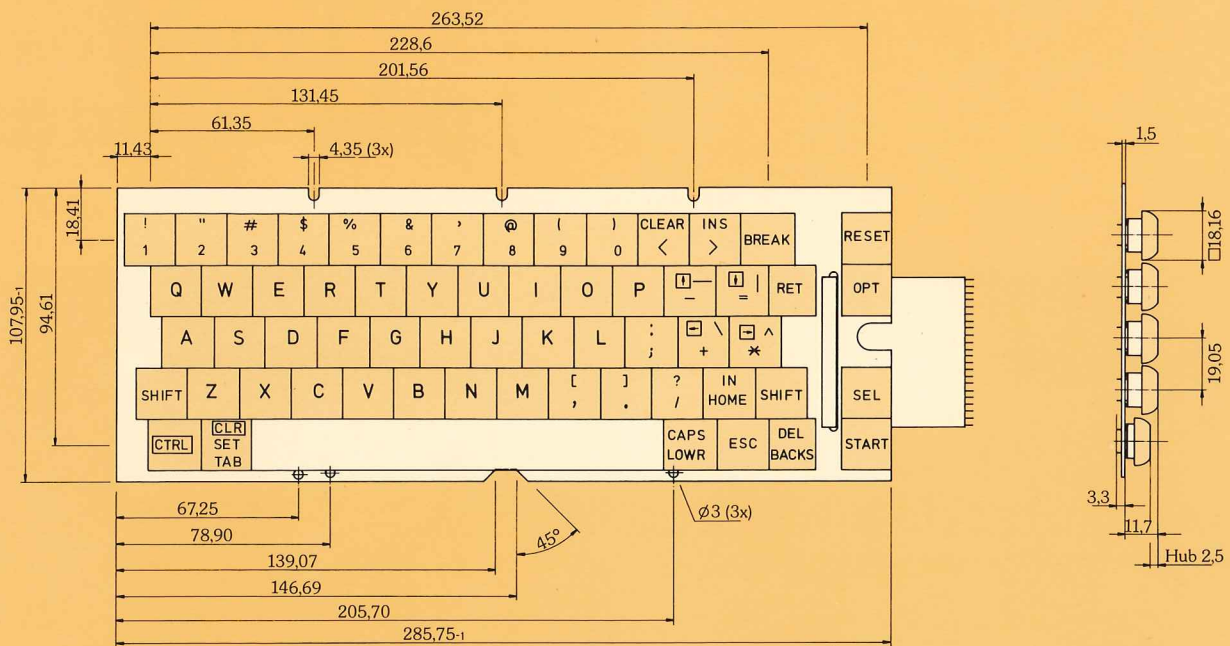 263,52
228,6
201,56
131,45
61,35
11,43 4,35 (3x)
1,5
18,41
107,95-1
94,61
! " # $ % & ' @ ( ) CLEAR INS
1 2 3 4 5 6 7 8 9 0 < > BREAK RESET
□18,16
Q W E R T Y U I O P — | RET OPT
– =
A S D F G H J K L : \ ^
; + *
19,05
SHIFT Z X C V B N M [ ] ? IN SHIFT SEL
, . / HOME
CTRL CLR CAPS ESC DEL START
SET LOWR BACKS
TAB
3,3
67,25
Ø3 (3x)
11,7
78,90
45°
139,07
Hub 2,5
146,69
205,70
285,75-1